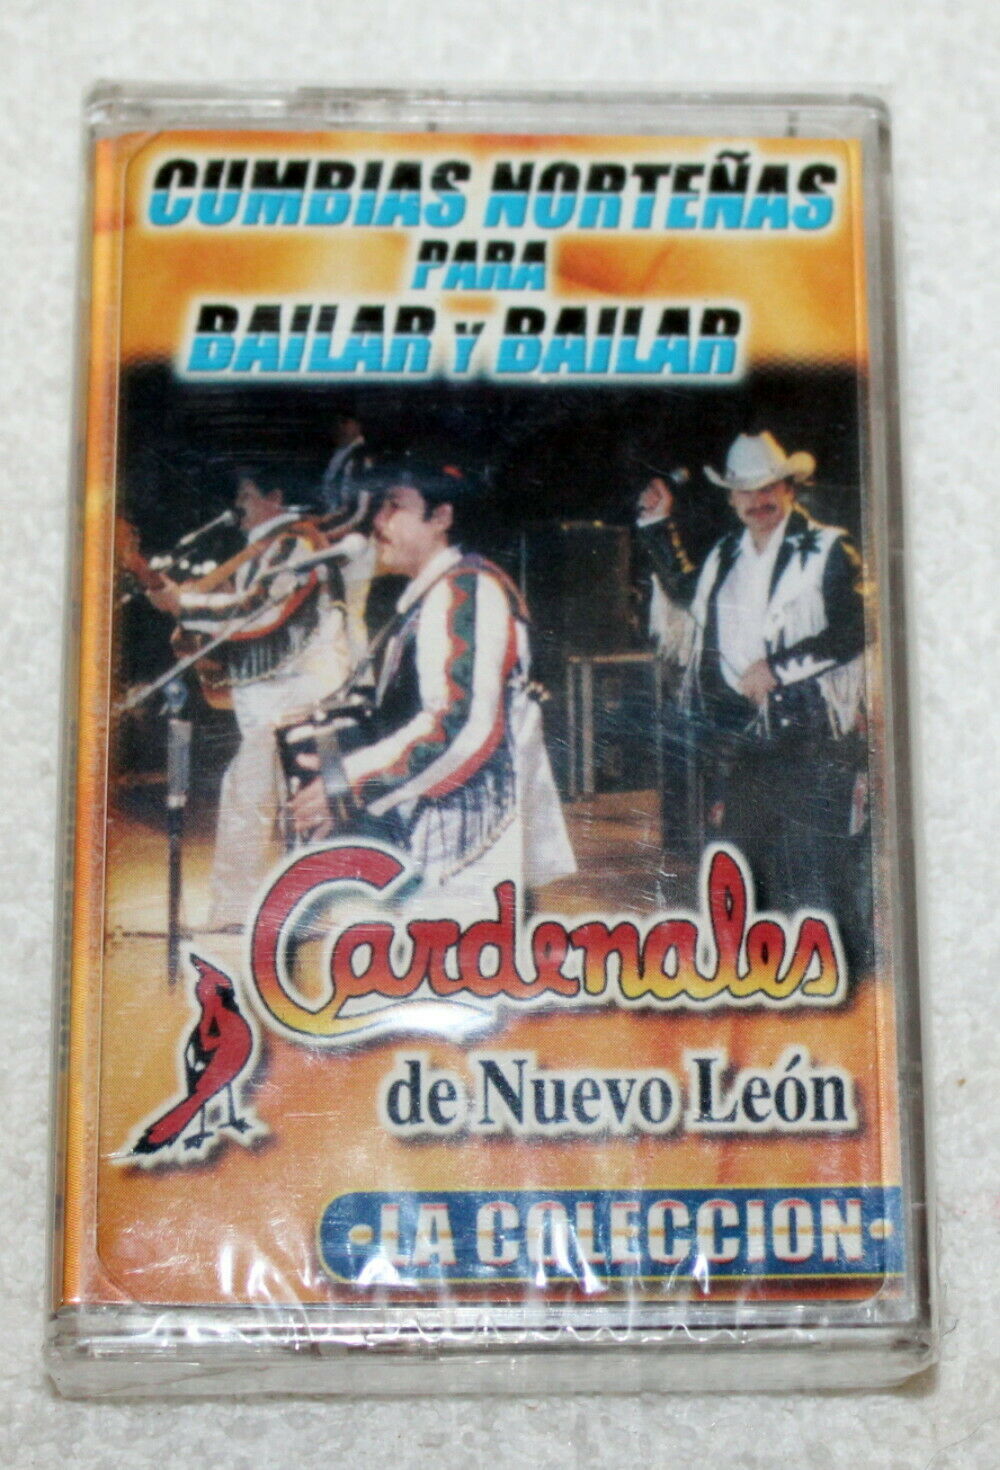 CUMBIAS NORTEÑAS
PARA
BAILAR Y BAILAR
Cardenales
de Nuevo León
·LA COLECCION·